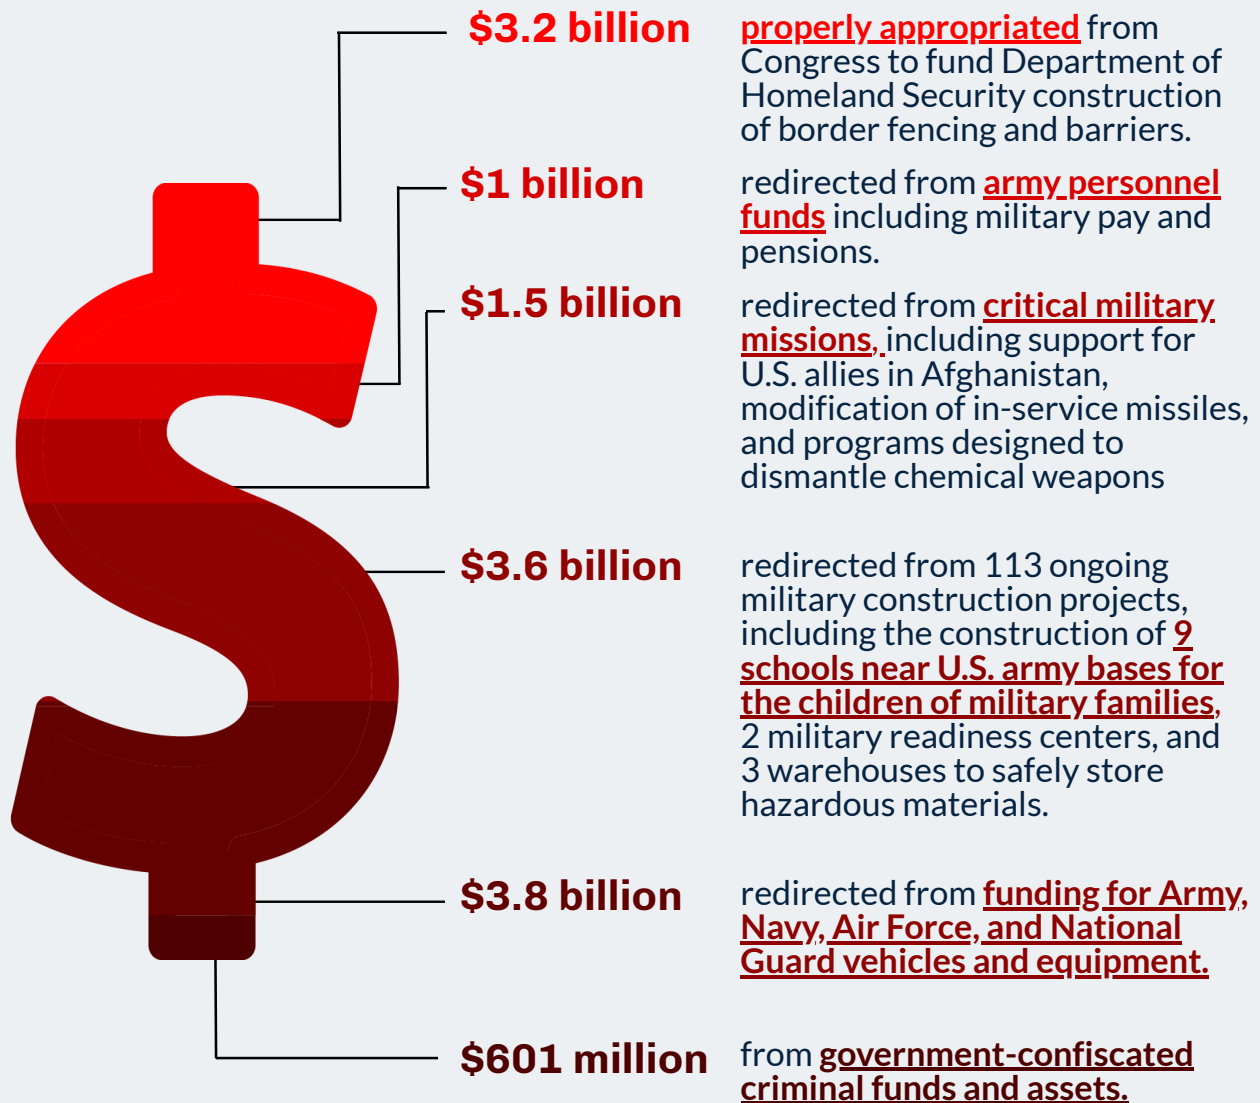 $3.2 billion
properly appropriated from
Congress to fund Department of
Homeland Security construction
of border fencing and barriers.
$1 billion
redirected from army personnel
funds including military pay and
pensions.
$1.5 billion
redirected from critical military
missions, including support for
U.S. allies in Afghanistan,
modification of in-service missiles,
and programs designed to
dismantle chemical weapons
$3.6 billion
redirected from 113 ongoing
military construction projects,
including the construction of 9
schools near U.S. army bases for
the children of military families,
2 military readiness centers, and
3 warehouses to safely store
hazardous materials.
$3.8 billion
redirected from funding for Army,
Navy, Air Force, and National
Guard vehicles and equipment.
$601 million
from government-confiscated
criminal funds and assets.